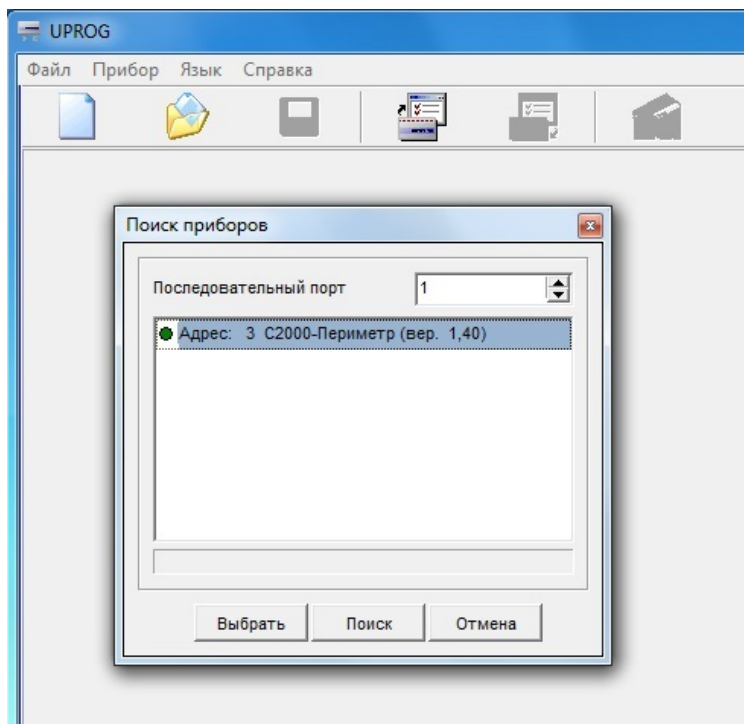 UPROG
Файл Прибор Язык Справка
Поиск приборов
Последовательный порт 1
Адрес: 3 С2000-Периметр (вер. 1,40)
Выбрать Поиск Отмена